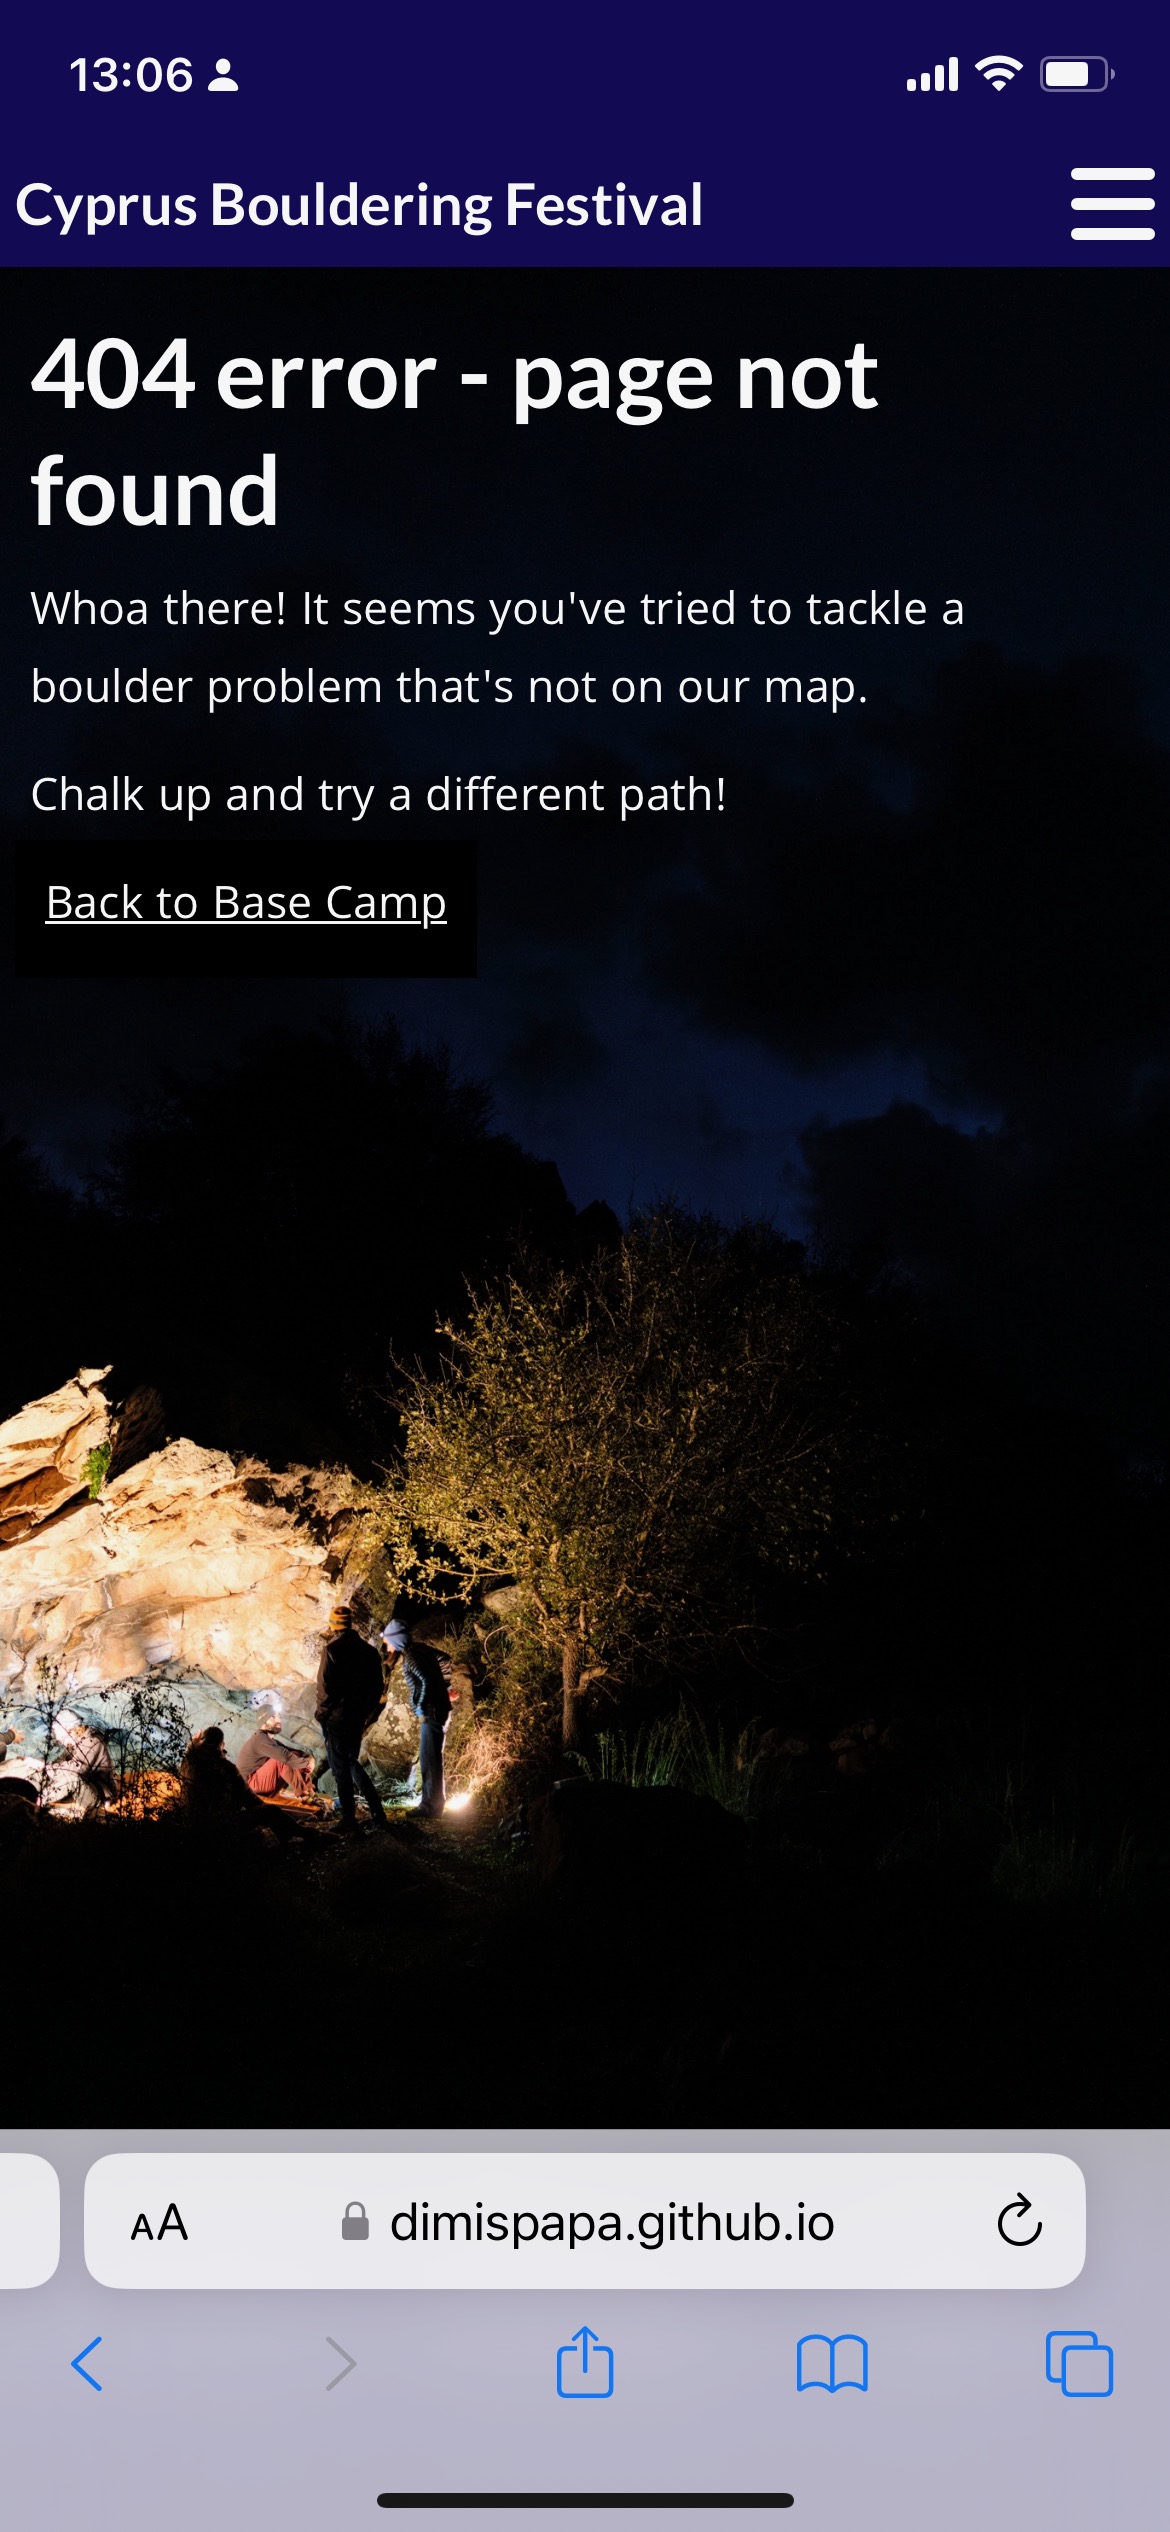 13:06
Cyprus Bouldering Festival
404 error - page not
found
Whoa there! It seems you've tried to tackle a
boulder problem that's not on our map.
Chalk up and try a different path!
Back to Base Camp
AA dimispapa.github.io